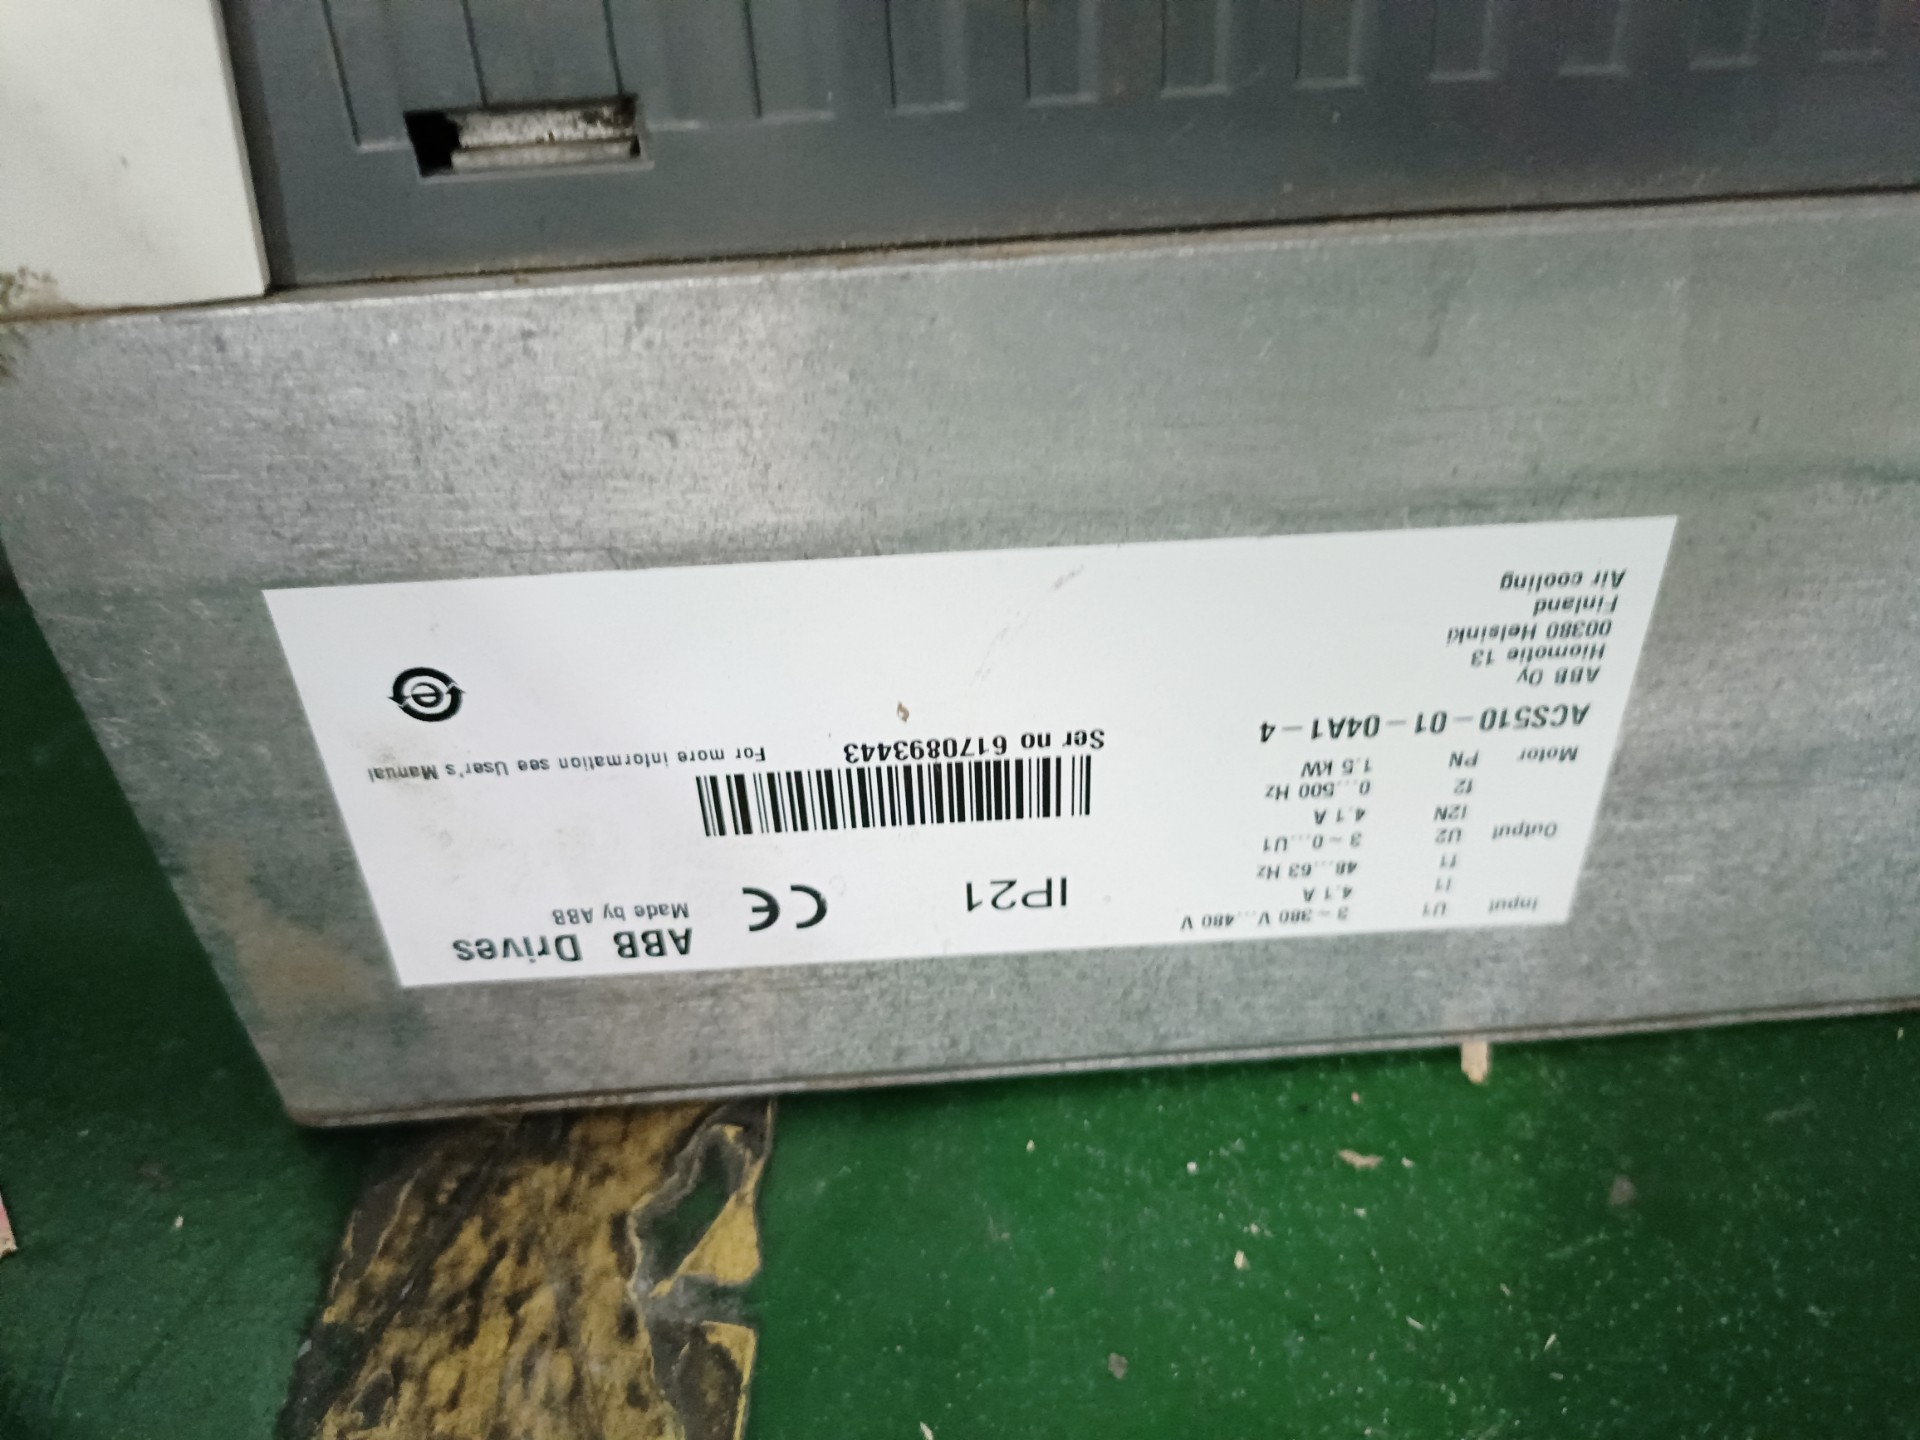 ABB Drives
Made by ABB
CE
IP21
Input U1 3~380 V...480 V
I1 4.1 A
f1 48...63 Hz
Output U2 3~0...U1
I2N 4.1 A
f2 0...500 Hz
Motor PN 1.5 kW
ACS510-01-04A1-4
ABB Oy
Hiomotie 13
00380 Helsinki
Finland
Air cooling
Ser no 6170893443
For more information see User's Manual
e